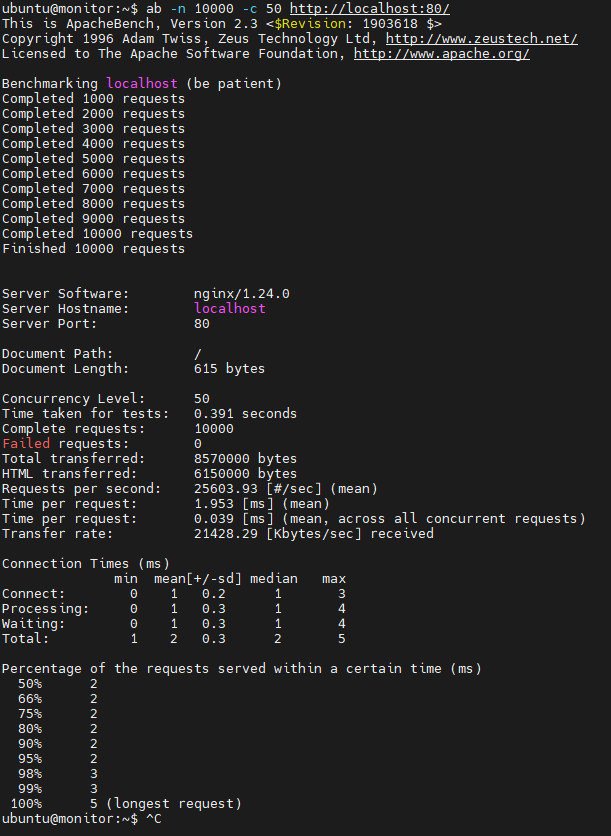 ubuntu@monitor:~$ ab -n 10000 -c 50 http://localhost:80/
This is ApacheBench, Version 2.3 <$Revision: 1903618 $>
Copyright 1996 Adam Twiss, Zeus Technology Ltd, http://www.zeustech.net/
Licensed to The Apache Software Foundation, http://www.apache.org/

Benchmarking localhost (be patient)
Completed 1000 requests
Completed 2000 requests
Completed 3000 requests
Completed 4000 requests
Completed 5000 requests
Completed 6000 requests
Completed 7000 requests
Completed 8000 requests
Completed 9000 requests
Completed 10000 requests
Finished 10000 requests


Server Software:        nginx/1.24.0
Server Hostname:        localhost
Server Port:            80

Document Path:          /
Document Length:        615 bytes

Concurrency Level:      50
Time taken for tests:   0.391 seconds
Complete requests:      10000
Failed requests:        0
Total transferred:      8570000 bytes
HTML transferred:       6150000 bytes
Requests per second:    25603.93 [#/sec] (mean)
Time per request:       1.953 [ms] (mean)
Time per request:       0.039 [ms] (mean, across all concurrent requests)
Transfer rate:          21428.29 [Kbytes/sec] received

Connection Times (ms)
              min  mean[+/-sd] median   max
Connect:        0    1   0.2      1       3
Processing:     0    1   0.3      1       4
Waiting:        0    1   0.3      1       4
Total:          1    2   0.3      2       5

Percentage of the requests served within a certain time (ms)
  50%      2
  66%      2
  75%      2
  80%      2
  90%      2
  95%      2
  98%      3
  99%      3
 100%      5 (longest request)
ubuntu@monitor:~$ ^C